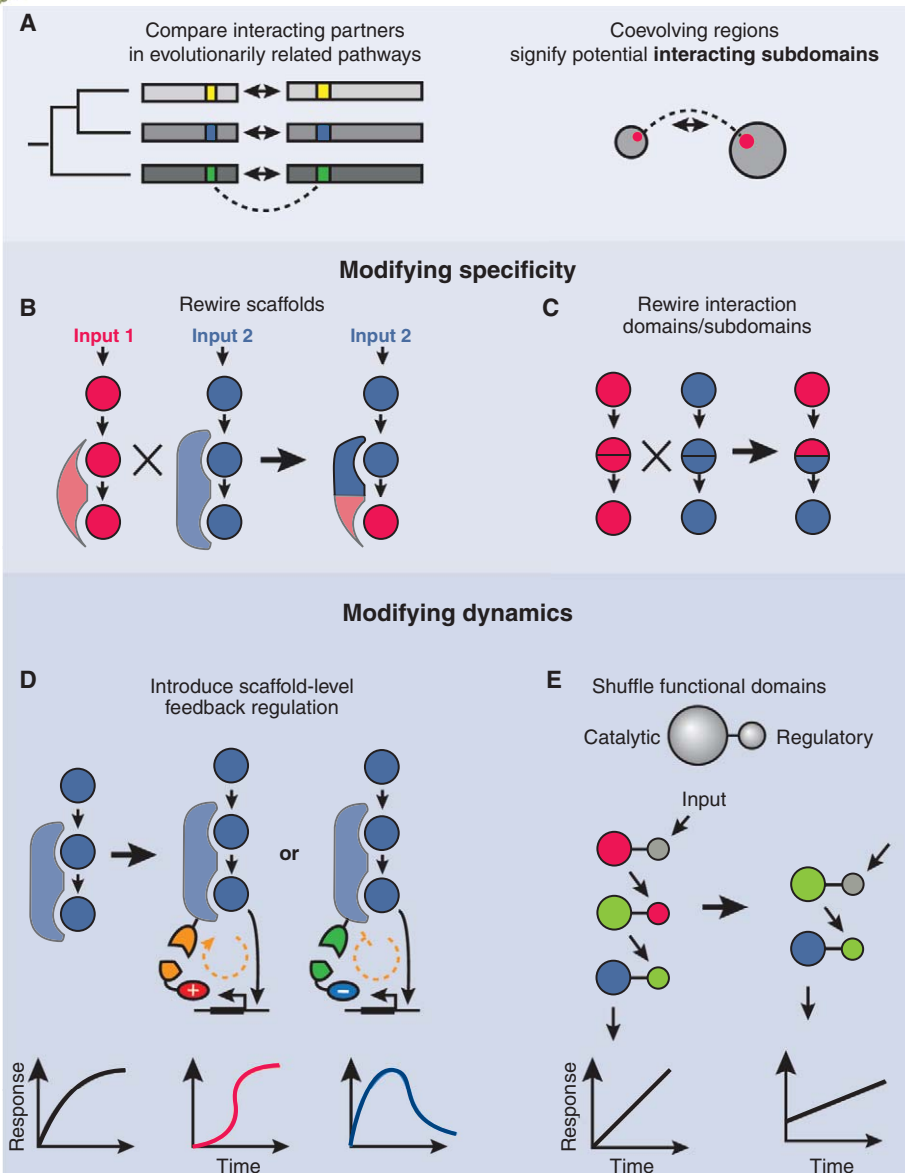 A
Compare interacting partners
in evolutionarily related pathways
Coevolving regions
signify potential interacting subdomains
Modifying specificity
B
Rewire scaffolds
Input 1
Input 2
Input 2
C
Rewire interaction
domains/subdomains
Modifying dynamics
D
Introduce scaffold-level
feedback regulation
or
+
–
Response
Time
E
Shuffle functional domains
Catalytic
Regulatory
Input
Response
Time